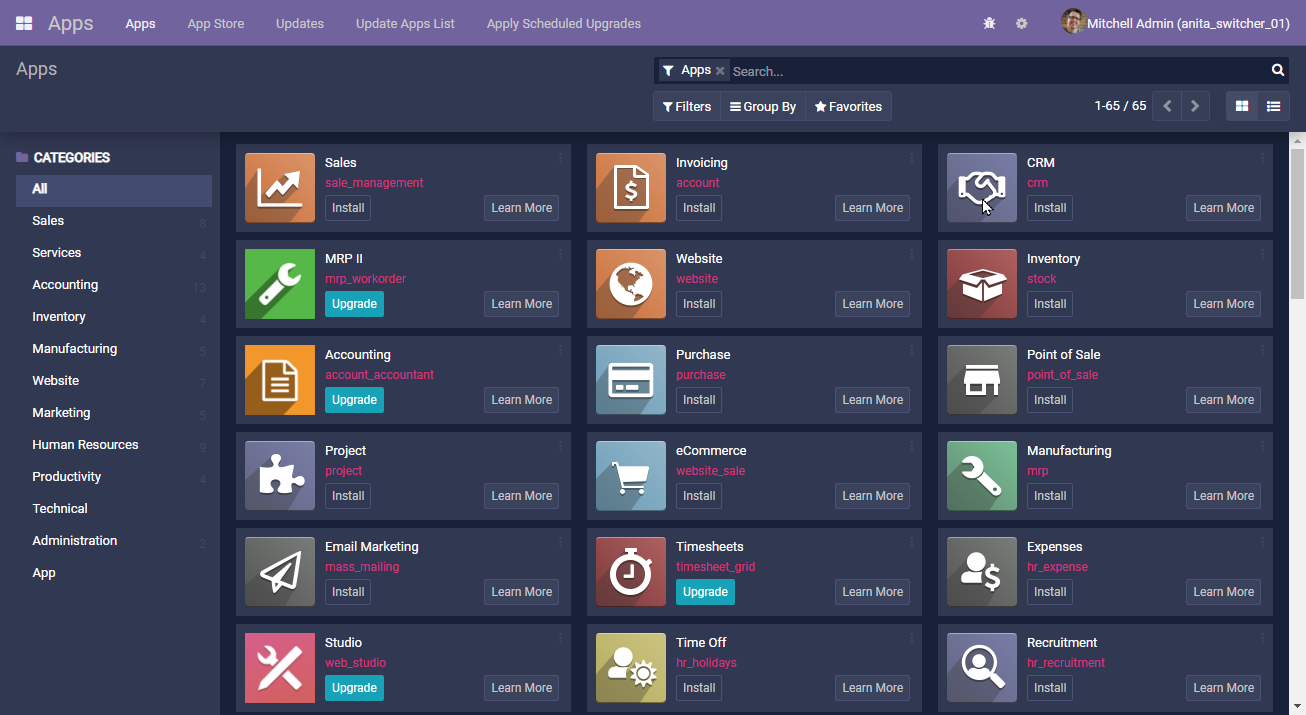 Apps Apps App Store Updates Update Apps List Apply Scheduled Upgrades Mitchell Admin (anita_switcher_01)
Apps
Apps Search...
Filters Group By Favorites 1-65 / 65
CATEGORIES
All
Sales 8
Services 4
Accounting 13
Inventory 4
Manufacturing 5
Website 7
Marketing 5
Human Resources 9
Productivity 4
Technical
Administration 2
App
Sales
sale_management
Install Learn More
Invoicing
account
Install Learn More
CRM
crm
Install Learn More
MRP II
mrp_workorder
Upgrade Learn More
Website
website
Install Learn More
Inventory
stock
Install Learn More
Accounting
account_accountant
Upgrade Learn More
Purchase
purchase
Install Learn More
Point of Sale
point_of_sale
Install Learn More
Project
project
Install Learn More
eCommerce
website_sale
Install Learn More
Manufacturing
mrp
Install Learn More
Email Marketing
mass_mailing
Install Learn More
Timesheets
timesheet_grid
Upgrade Learn More
Expenses
hr_expense
Install Learn More
Studio
web_studio
Upgrade Learn More
Time Off
hr_holidays
Install Learn More
Recruitment
hr_recruitment
Install Learn More